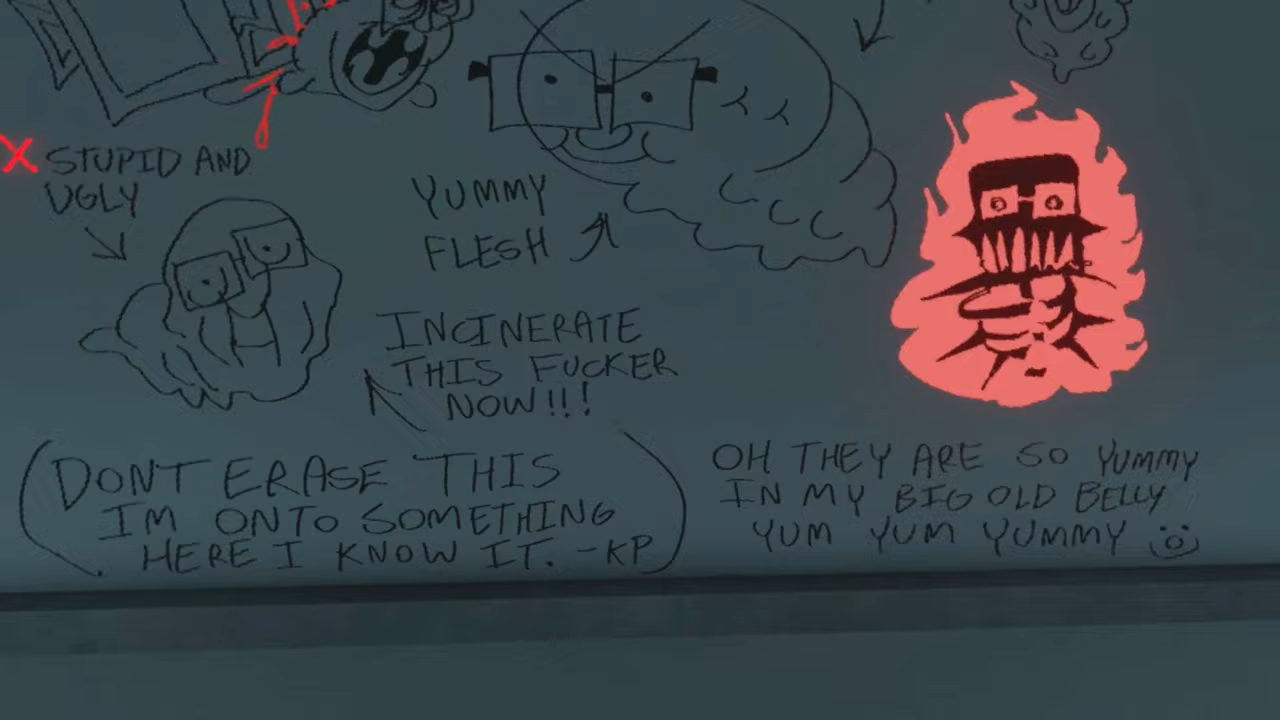 X STUPID AND
UGLY
YUMMY
FLESH
INCINERATE
THIS FUCKER
NOW!!!
(DONT ERASE THIS
IM ONTO SOMETHING
HERE I KNOW IT. -KP)
OH THEY ARE SO YUMMY
IN MY BIG OLD BELLY
YUM YUM YUMMY